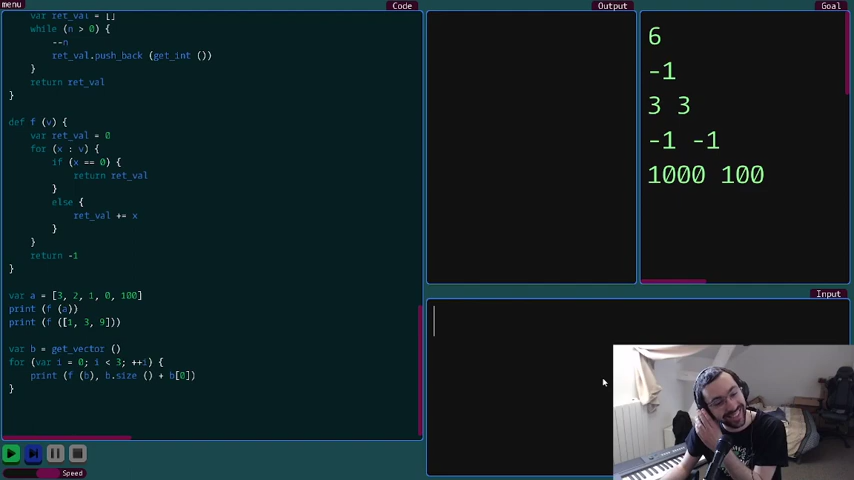 menu
Code
Output
Goal
var ret_val = []
while (n > 0) {
--n
ret_val.push_back (get_int ())
}
return ret_val
}
def f (v) {
var ret_val = 0
for (x : v) {
if (x == 0) {
return ret_val
}
else {
ret_val += x
}
}
return -1
}
var a = [3, 2, 1, 0, 100]
print (f (a))
print (f ([1, 3, 9]))
var b = get_vector ()
for (var i = 0; i < 3; ++i) {
print (f (b), b.size () + b[0])
}
6
-1
3 3
-1 -1
1000 100
Input
Speed